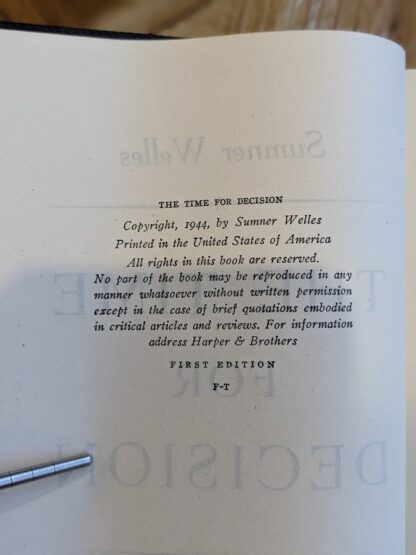 THE TIME FOR DECISION
Copyright, 1944, by Sumner Welles
Printed in the United States of America
All rights in this book are reserved.
No part of the book may be reproduced in any
manner whatsoever without written permission
except in the case of brief quotations embodied
in critical articles and reviews. For information
address Harper & Brothers
FIRST EDITION
F-T